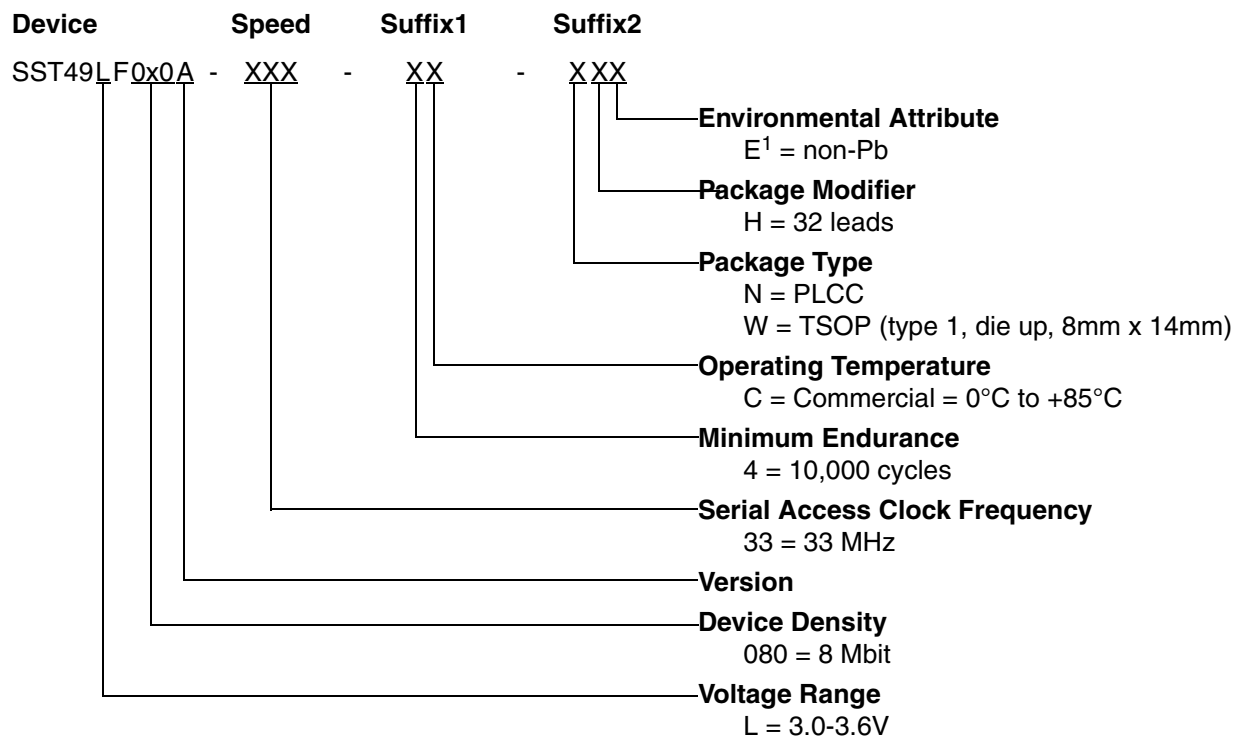 Device Speed Suffix1 Suffix2
SST49LF0x0A - XXX - XX - XXX
Environmental Attribute
E1 = non-Pb
Package Modifier
H = 32 leads
Package Type
N = PLCC
W = TSOP (type 1, die up, 8mm x 14mm)
Operating Temperature
C = Commercial = 0°C to +85°C
Minimum Endurance
4 = 10,000 cycles
Serial Access Clock Frequency
33 = 33 MHz
Version
Device Density
080 = 8 Mbit
Voltage Range
L = 3.0-3.6V